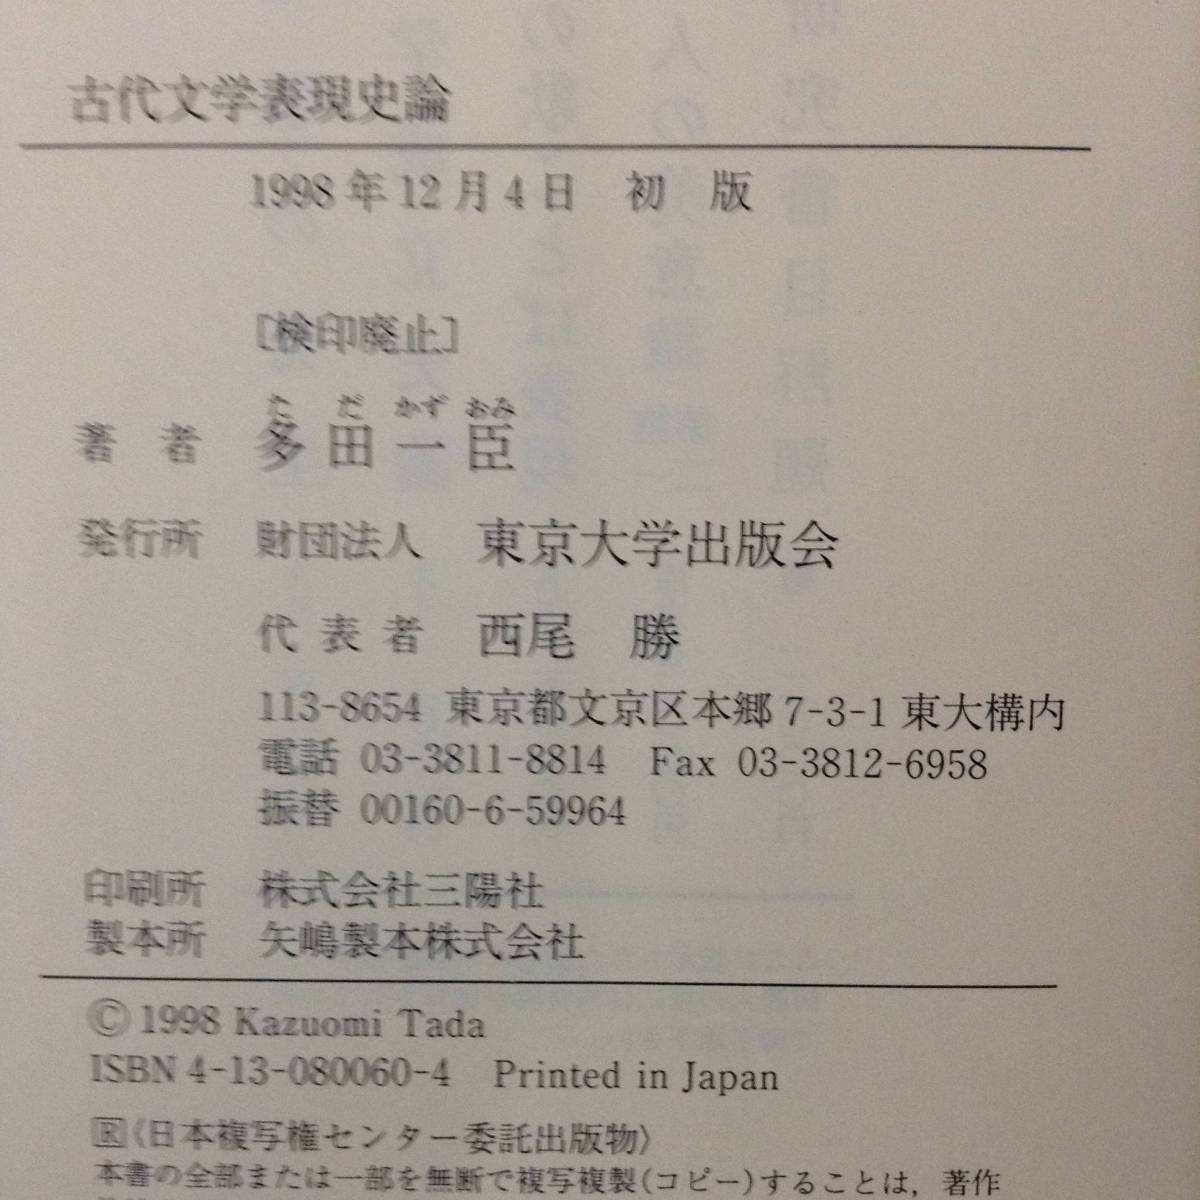 古代文学表現史論
1998年12月4日 初 版
[検印廃止]
た だ かず おみ
著 者 多田一臣
発行所 財団法人 東京大学出版会
代表者 西尾 勝
113-8654 東京都文京区本郷7-3-1東大構内
電話 03-3811-8814 Fax 03-3812-6958
振替 00160-6-59964
印刷所 株式会社三陽社
製本所 矢嶋製本株式会社
© 1998 Kazuomi Tada
ISBN 4-13-080060-4 Printed in Japan
🅁〈日本複写権センター委託出版物〉
本書の全部または一部を無断で複写複製(コピー)することは,著作